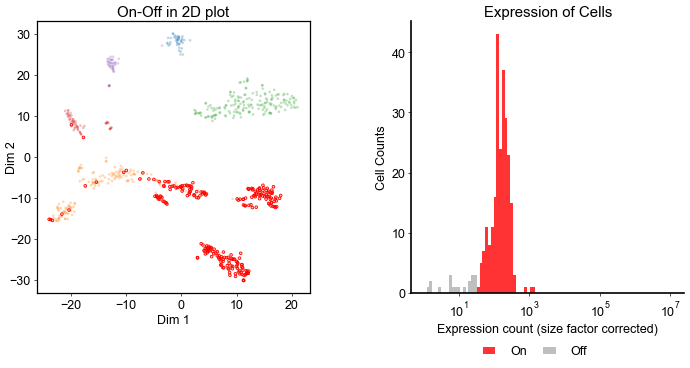 On-Off in 2D plot
Dim 2
30
20
10
0
−10
−20
−30
−20
−10
0
10
20
Dim 1
Expression of Cells
Cell Counts
40
30
20
10
0
10^1
10^3
10^5
10^7
Expression count (size factor corrected)
On
Off